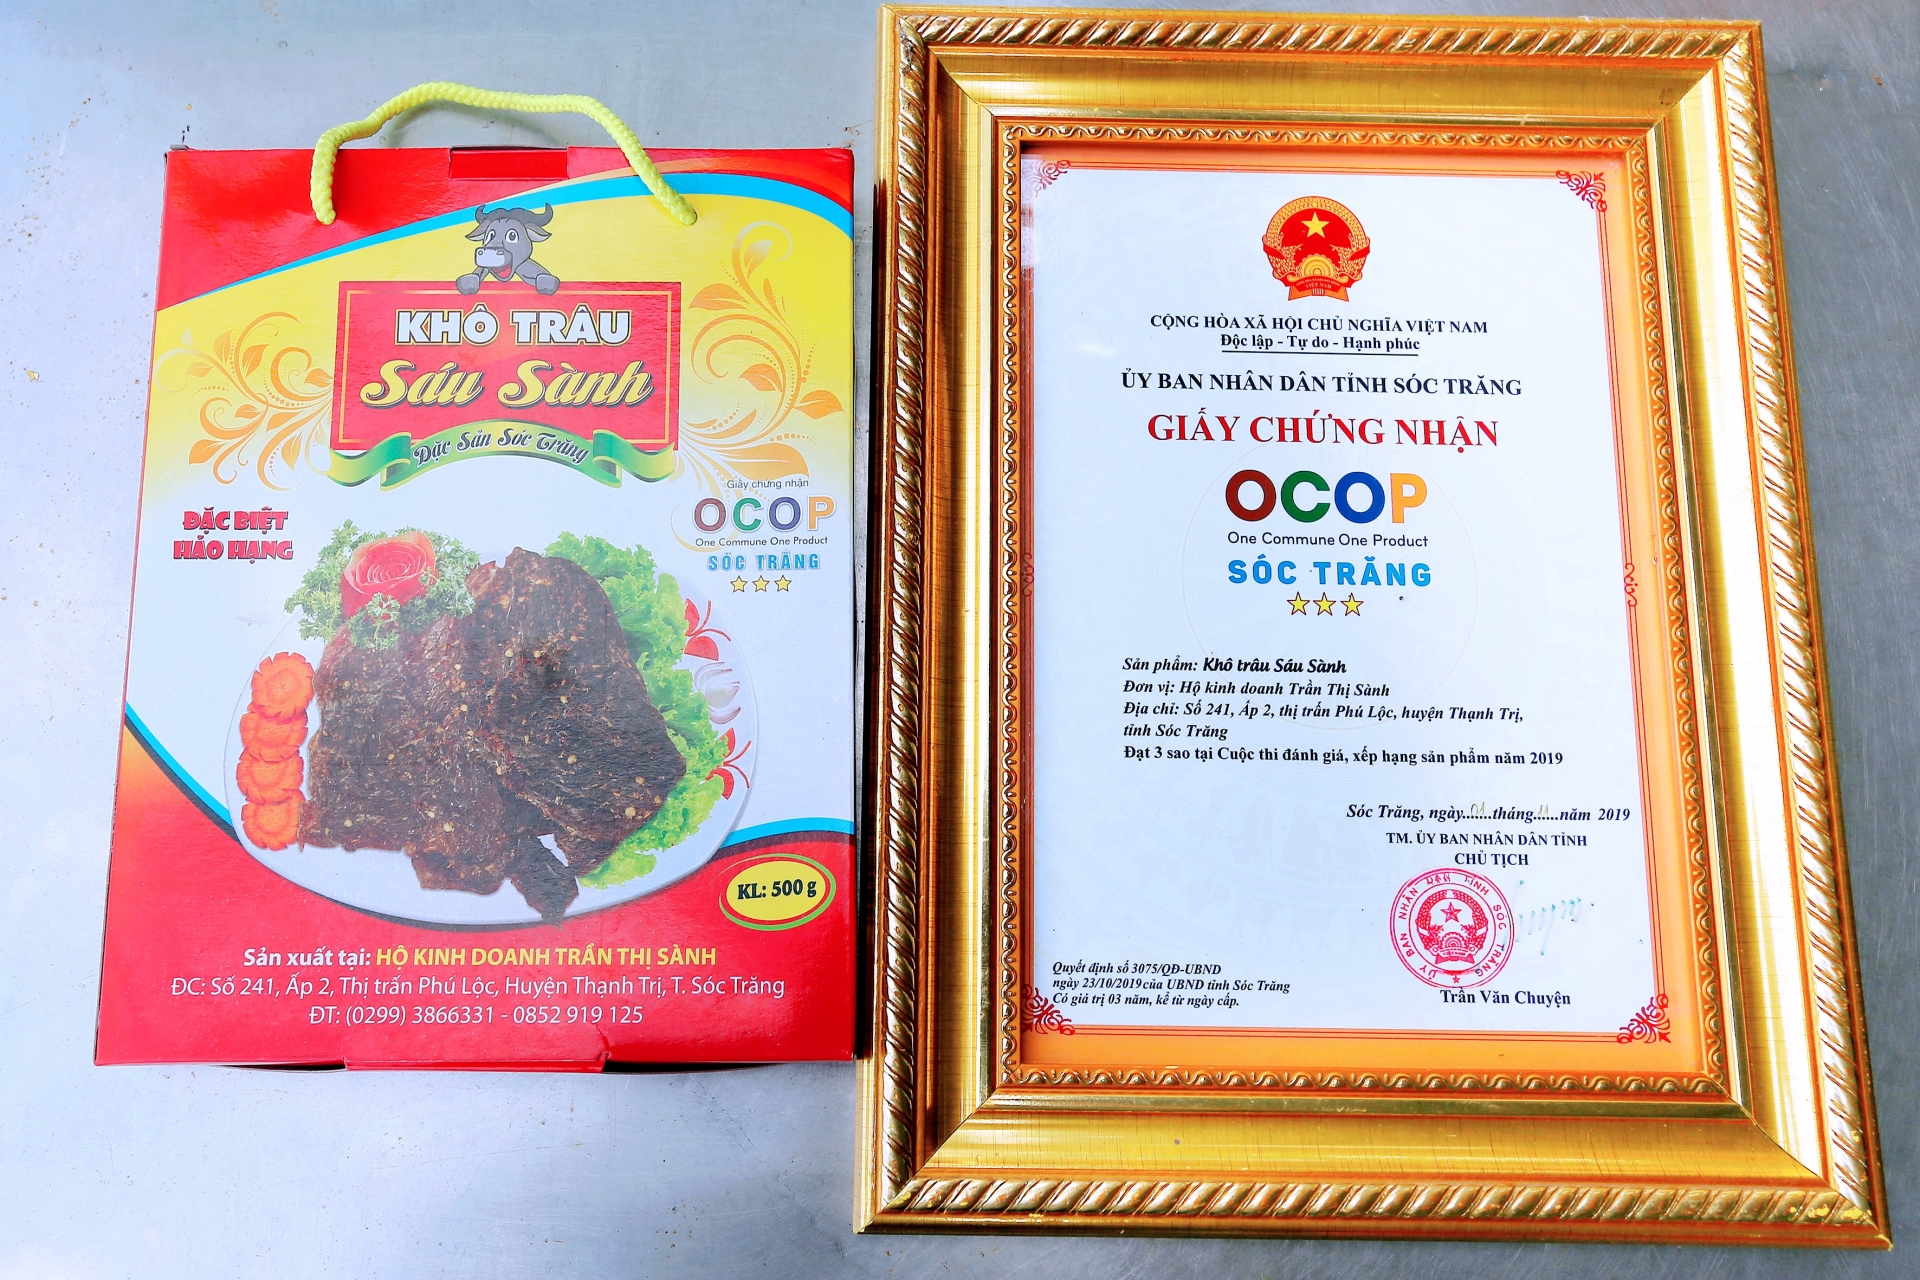 KHÔ TRÂU
Sáu Sành
Đặc Sản Sóc Trăng
Giấy chứng nhận
OCOP
One Commune One Product
SÓC TRĂNG
ĐẶC BIỆT
HẢO HẠNG
KL: 500 g
Sản xuất tại: HỘ KINH DOANH TRẦN THỊ SÀNH
ĐC: Số 241, Ấp 2, Thị trấn Phú Lộc, Huyện Thạnh Trị, T. Sóc Trăng
ĐT: (0299) 3866331 - 0852 919 125
VIỆT NAM
CỘNG HÒA XÃ HỘI CHỦ NGHĨA VIỆT NAM
Độc lập - Tự do - Hạnh phúc
ỦY BAN NHÂN DÂN TỈNH SÓC TRĂNG
GIẤY CHỨNG NHẬN
OCOP
One Commune One Product
SÓC TRĂNG
Sản phẩm: Khô trâu Sáu Sành
Đơn vị: Hộ kinh doanh Trần Thị Sành
Địa chỉ: Số 241, Ấp 2, thị trấn Phú Lộc, huyện Thạnh Trị,
tỉnh Sóc Trăng
Đạt 3 sao tại Cuộc thi đánh giá, xếp hạng sản phẩm năm 2019
Sóc Trăng, ngày..01..tháng..11..năm 2019
TM. ỦY BAN NHÂN DÂN TỈNH
CHỦ TỊCH
ỦY BAN NHÂN DÂN TỈNH SÓC TRĂNG
Trần Văn Chuyện
Quyết định số 3075/QĐ-UBND
ngày 23/10/2019 của UBND tỉnh Sóc Trăng
Có giá trị 03 năm, kể từ ngày cấp.